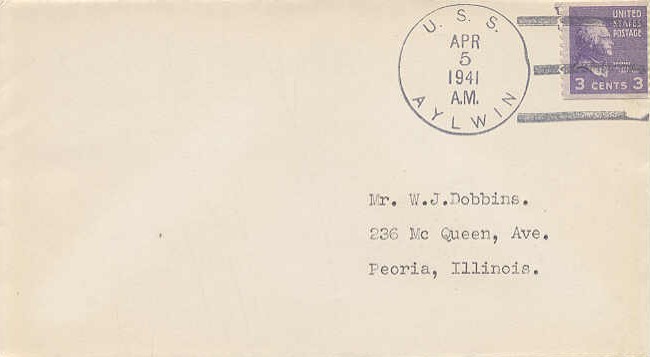 U. S. S.
APR
5
1941
A.M.
AYLWIN
UNITED
STATES
POSTAGE
3 CENTS 3
Mr. W.J.Dobbins.
236 Mc Queen, Ave.
Peoria, Illinois.